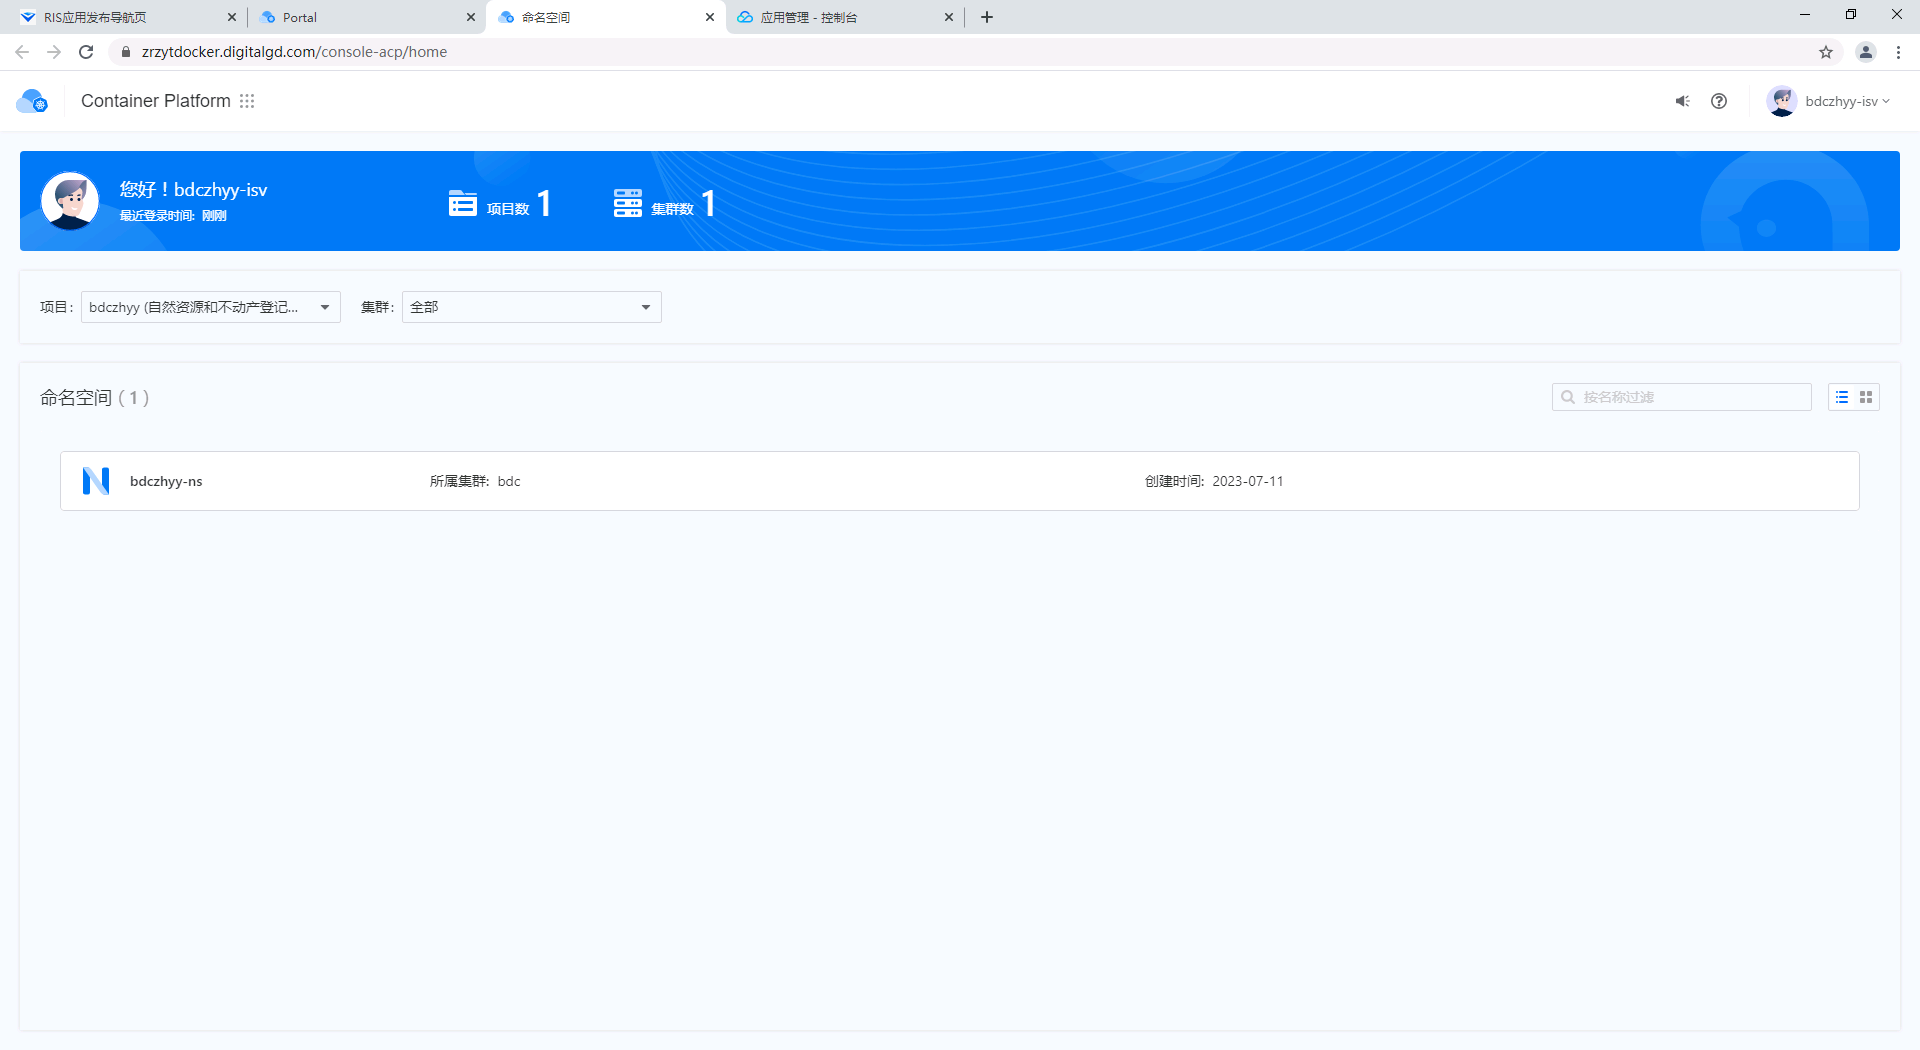 RIS应用发布导航页
Portal
命名空间
应用管理 - 控制台
zrzytdocker.digitalgd.com/console-acp/home
Container Platform
bdczhyy-isv
您好！bdczhyy-isv
最近登录时间: 刚刚
项目数 1
集群数 1
项目: bdczhyy (自然资源和不动产登记...
集群: 全部
命名空间 ( 1 )
按名称过滤
bdczhyy-ns
所属集群: bdc
创建时间: 2023-07-11